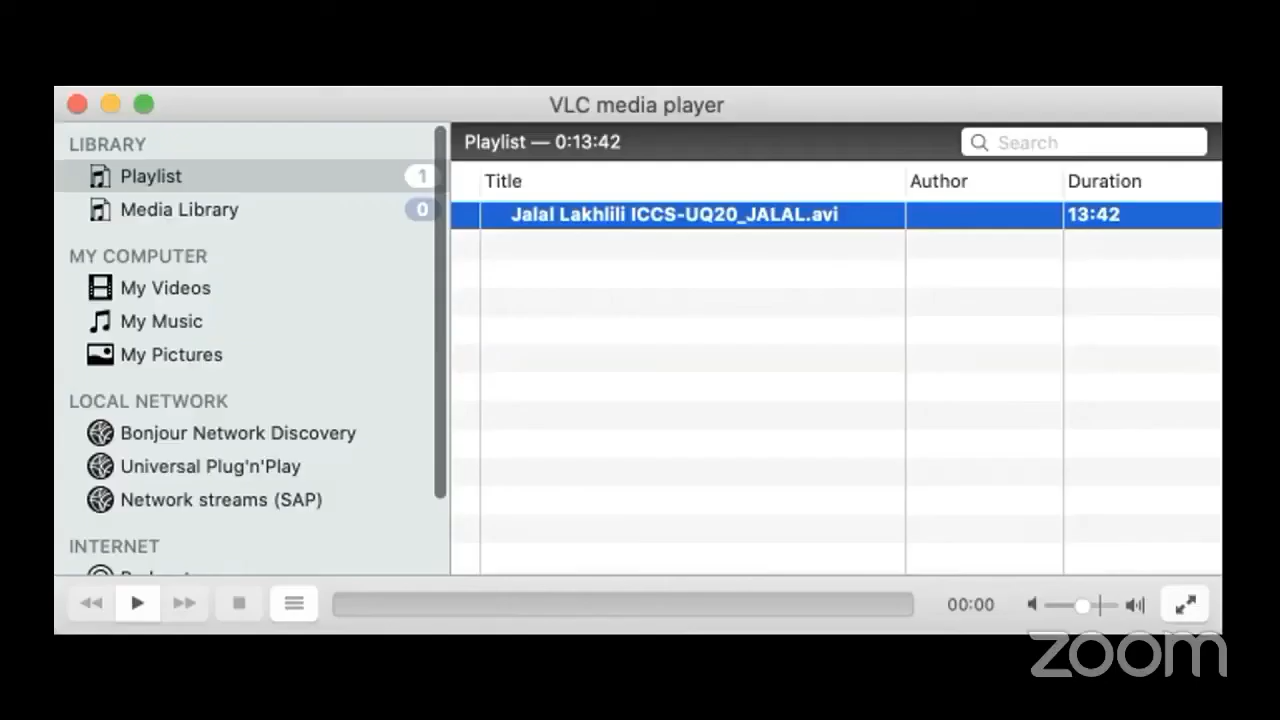 VLC media player
LIBRARY
Playlist 1
Media Library 0
MY COMPUTER
My Videos
My Music
My Pictures
LOCAL NETWORK
Bonjour Network Discovery
Universal Plug'n'Play
Network streams (SAP)
INTERNET
Playlist — 0:13:42
Search
Title Author Duration
Jalal Lakhlili ICCS-UQ20_JALAL.avi 13:42
00:00
zoom